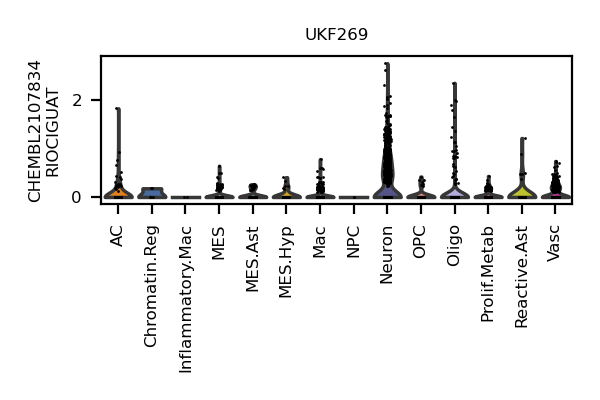 UKF269
CHEMBL2107834
RIOCIGUAT
2
0
AC
Chromatin.Reg
Inflammatory.Mac
MES
MES.Ast
MES.Hyp
Mac
NPC
Neuron
OPC
Oligo
Prolif.Metab
Reactive.Ast
Vasc